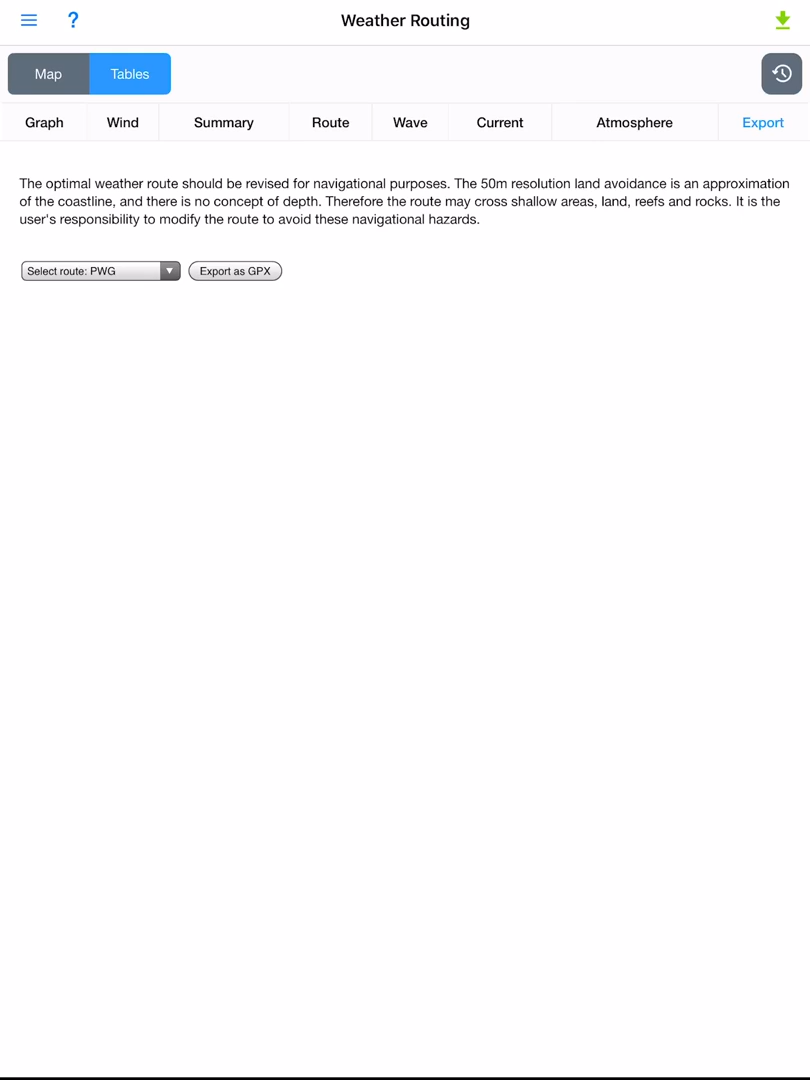 ?
Weather Routing
Map
Tables
Graph
Wind
Summary
Route
Wave
Current
Atmosphere
Export
The optimal weather route should be revised for navigational purposes. The 50m resolution land avoidance is an approximation
of the coastline, and there is no concept of depth. Therefore the route may cross shallow areas, land, reefs and rocks. It is the
user's responsibility to modify the route to avoid these navigational hazards.
Select route: PWG
Export as GPX